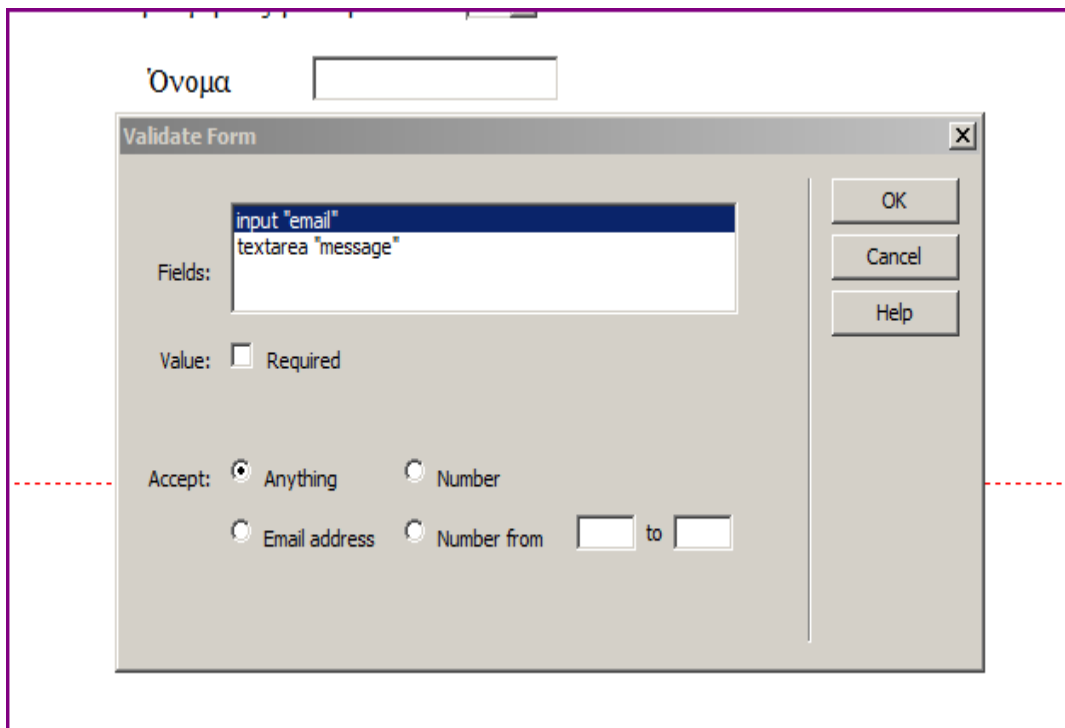 Όνομα
Validate Form
input "email"
textarea "message"
Fields:
Value: Required
Accept: Anything Number
Email address Number from to
OK
Cancel
Help